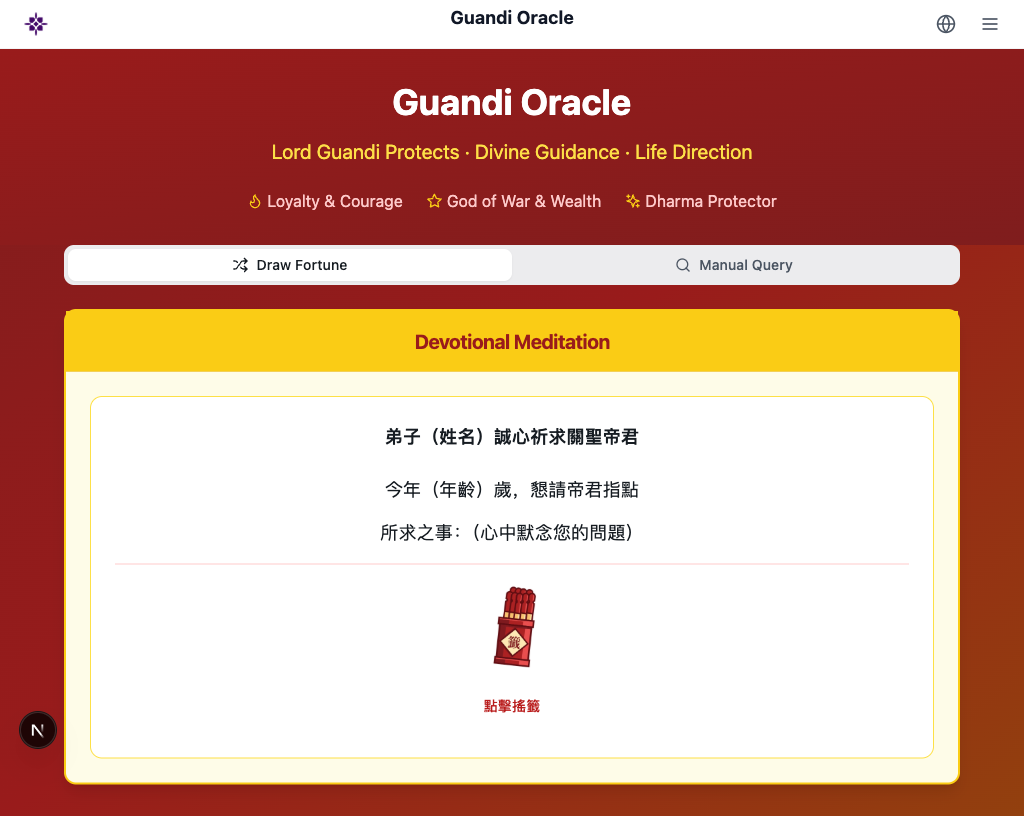 Guandi Oracle
Guandi Oracle
Lord Guandi Protects · Divine Guidance · Life Direction
Loyalty & Courage
God of War & Wealth
Dharma Protector
Draw Fortune
Manual Query
Devotional Meditation
弟子（姓名）誠心祈求關聖帝君
今年（年齡）歲，懇請帝君指點
所求之事：（心中默念您的問題）
籤
點擊搖籤
N